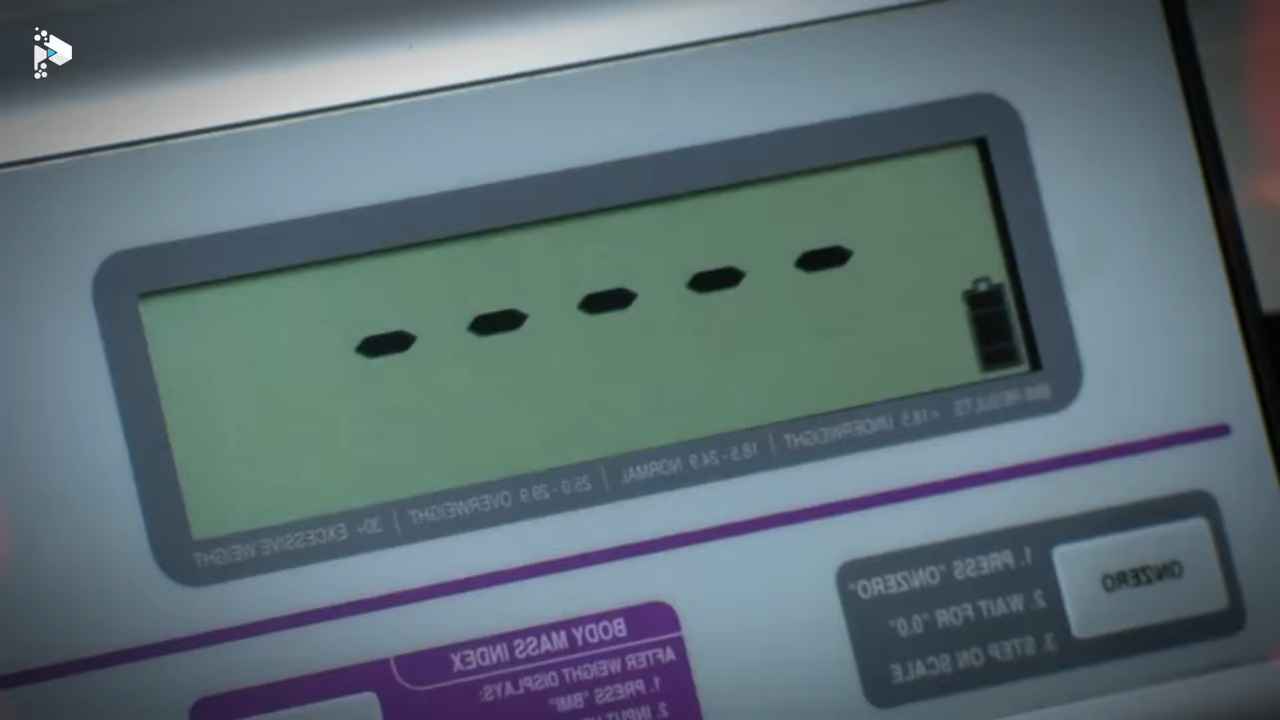 - - - - -
BMI RESULTS <18.5 UNDERWEIGHT | 18.5 - 24.9 NORMAL | 25.0 - 29.9 OVERWEIGHT | 30+ EXCESSIVE WEIGHT
ON/ZERO
1. PRESS "ON/ZERO"
2. WAIT FOR "0.0"
3. STEP ON SCALE
BODY MASS INDEX
AFTER WEIGHT DISPLAYS:
1. PRESS "BMI"
2. INPUT